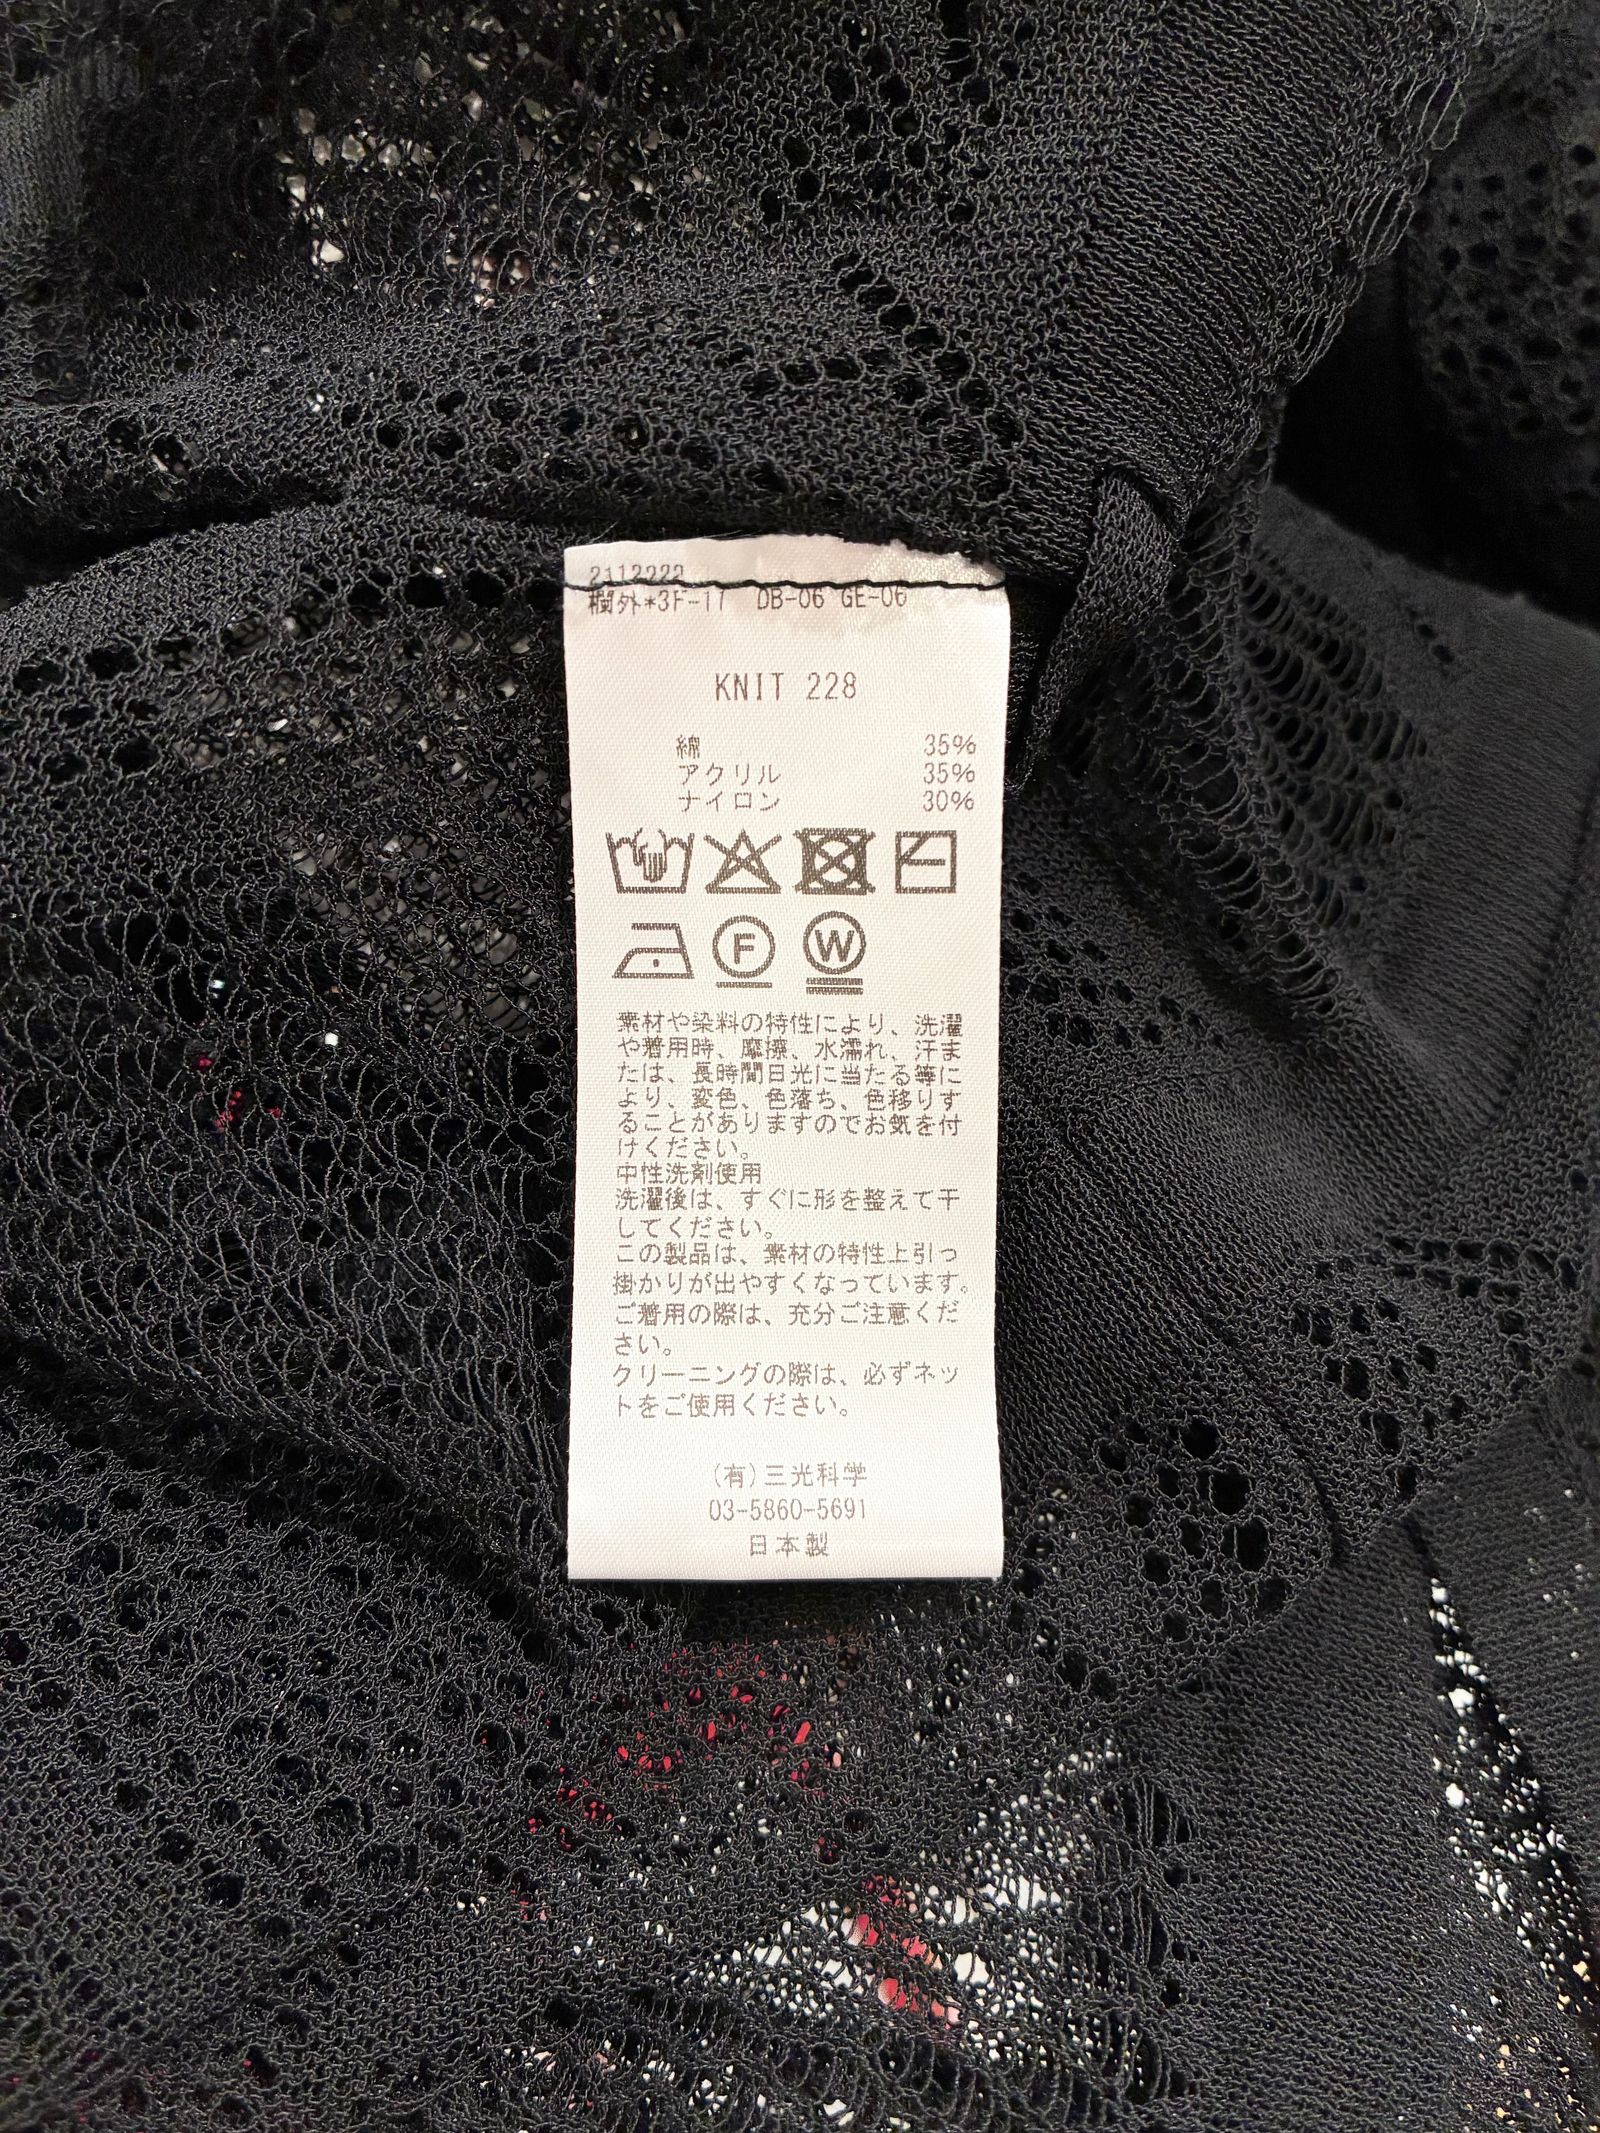 2112222
欄外*3F-17 DB-06 GE-06
KNIT 228
綿 35%
アクリル 35%
ナイロン 30%
F W
素材や染料の特性により、洗濯
や着用時、摩擦、水濡れ、汗ま
たは、長時間日光に当たる等に
より、変色、色落ち、色移りす
ることがありますのでお気を付
けください。
中性洗剤使用
洗濯後は、すぐに形を整えて干
してください。
この製品は、素材の特性上引っ
掛かりが出やすくなっています。
ご着用の際は、充分ご注意くだ
さい。
クリーニングの際は、必ずネッ
トをご使用ください。
(有)三光科学
03-5860-5691
日本製